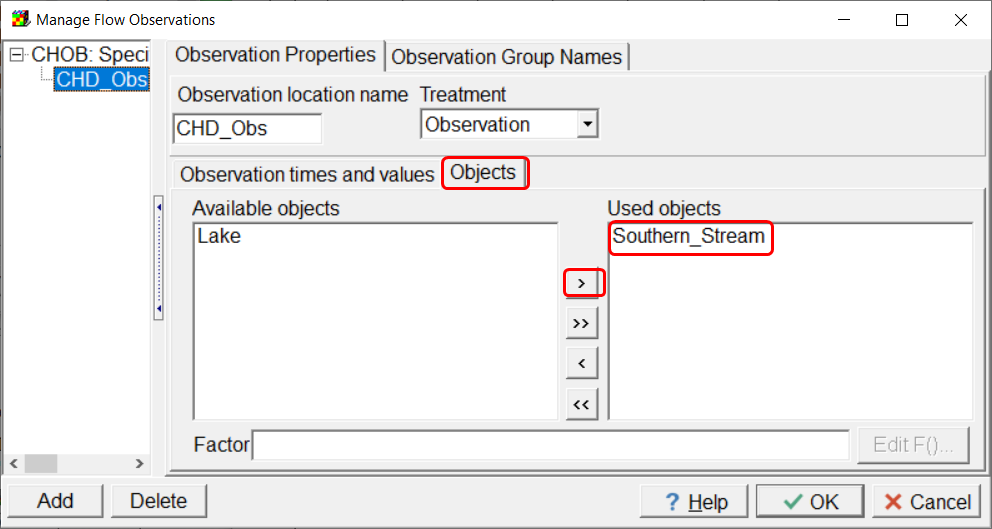 Manage Flow Observations
CHOB: Speci
CHD_Obs
Observation Properties
Observation Group Names
Observation location name
Treatment
CHD_Obs
Observation
Observation times and values
Objects
Available objects
Used objects
Lake
Southern_Stream
>
>>
<
<<
Factor
Edit F()...
Add
Delete
? Help
OK
Cancel